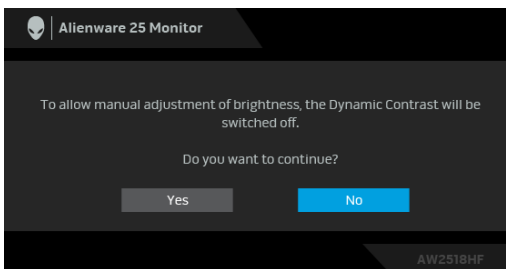 Alienware 25 Monitor
To allow manual adjustment of brightness, the Dynamic Contrast will be
switched off.
Do you want to continue?
Yes
No
AW2518HF